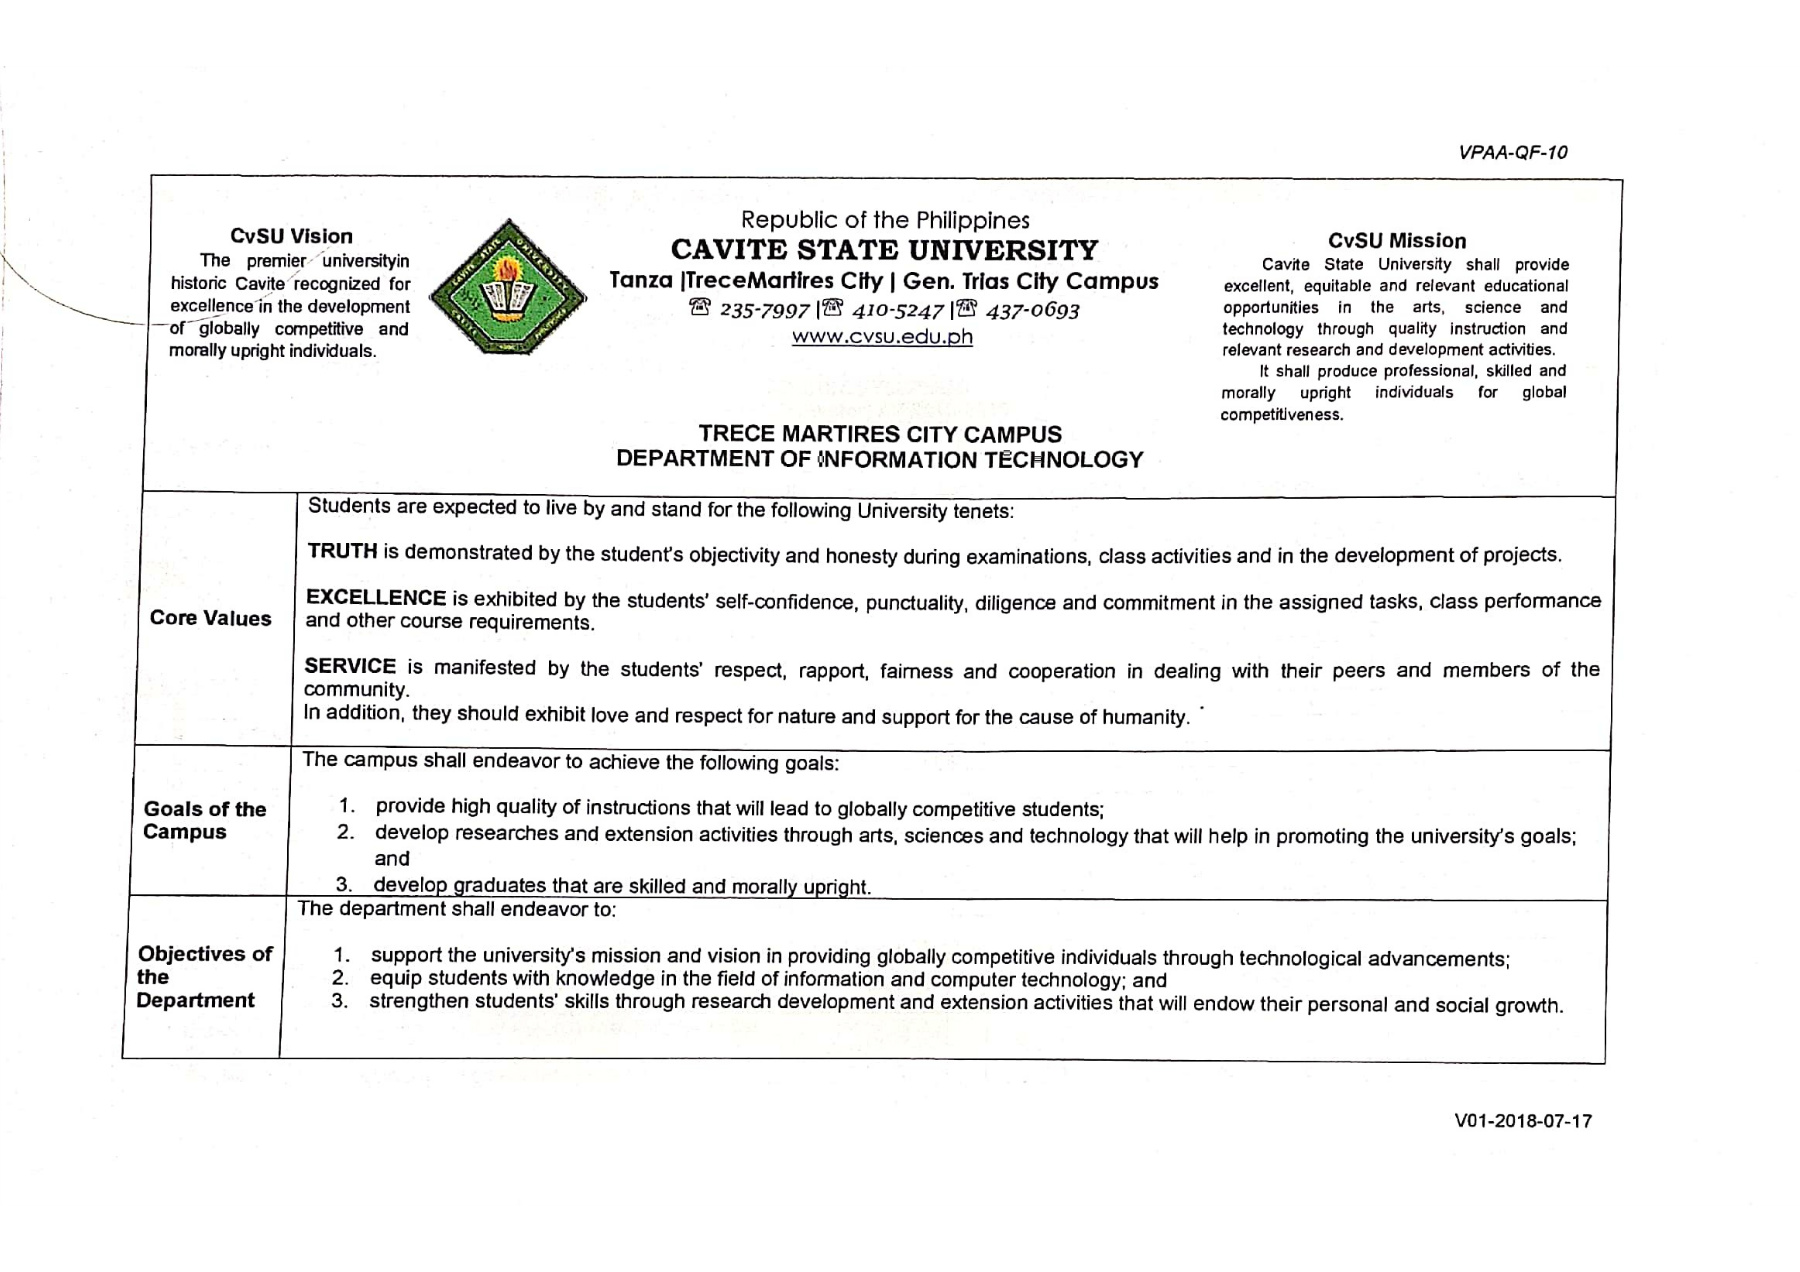 VPAA-QF-10
CvSU Vision
The premier universityin
historic Cavite recognized for
excellence in the development
of globally competitive and
morally upright individuals.
Republic of the Philippines
CAVITE STATE UNIVERSITY
Tanza |TreceMartires City | Gen. Trias City Campus
☏ 235-7997 |☏ 410-5247 |☏ 437-0693
www.cvsu.edu.ph
CvSU Mission
Cavite State University shall provide
excellent, equitable and relevant educational
opportunities in the arts, science and
technology through quality instruction and
relevant research and development activities.
It shall produce professional, skilled and
morally upright individuals for global
competitiveness.
TRECE MARTIRES CITY CAMPUS
DEPARTMENT OF INFORMATION TECHNOLOGY
Core Values
Students are expected to live by and stand for the following University tenets:
TRUTH is demonstrated by the student's objectivity and honesty during examinations, class activities and in the development of projects.
EXCELLENCE is exhibited by the students' self-confidence, punctuality, diligence and commitment in the assigned tasks, class performance
and other course requirements.
SERVICE is manifested by the students' respect, rapport, fairness and cooperation in dealing with their peers and members of the
community.
In addition, they should exhibit love and respect for nature and support for the cause of humanity.
Goals of the
Campus
The campus shall endeavor to achieve the following goals:
1. provide high quality of instructions that will lead to globally competitive students;
2. develop researches and extension activities through arts, sciences and technology that will help in promoting the university's goals;
and
3. develop graduates that are skilled and morally upright.
Objectives of
the
Department
The department shall endeavor to:
1. support the university's mission and vision in providing globally competitive individuals through technological advancements;
2. equip students with knowledge in the field of information and computer technology; and
3. strengthen students' skills through research development and extension activities that will endow their personal and social growth.
V01-2018-07-17